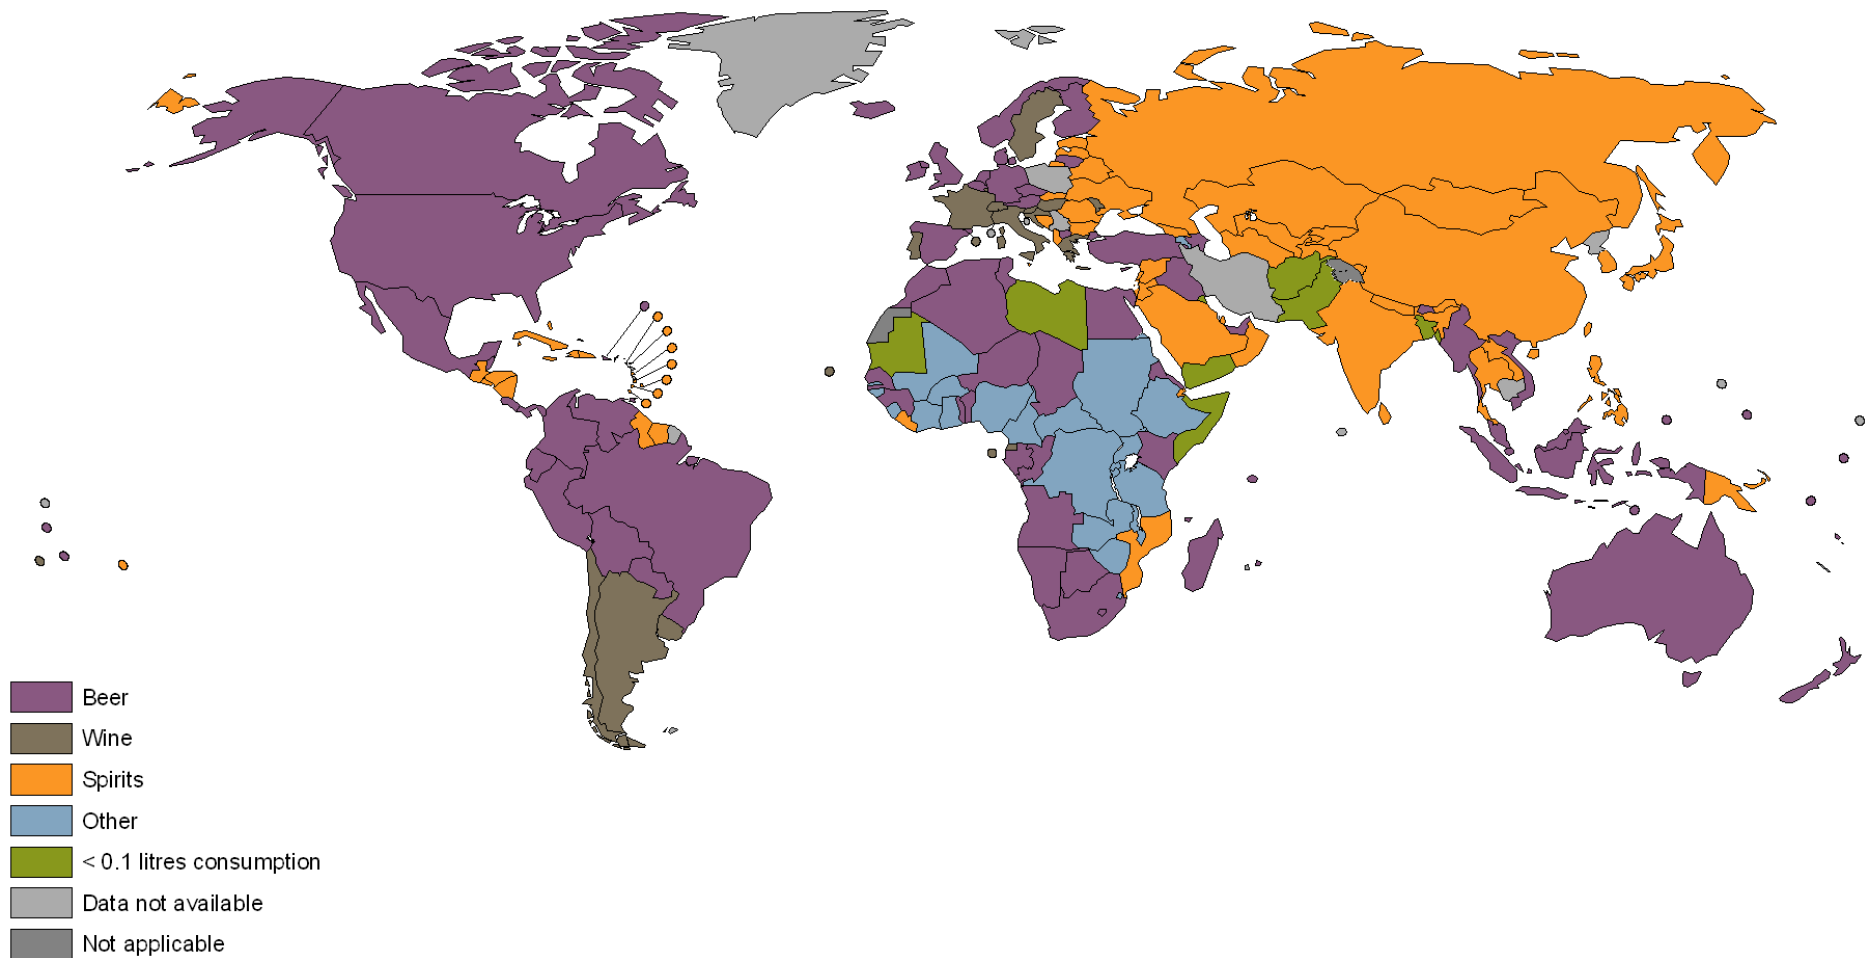 Beer
Wine
Spirits
Other
< 0.1 litres consumption
Data not available
Not applicable